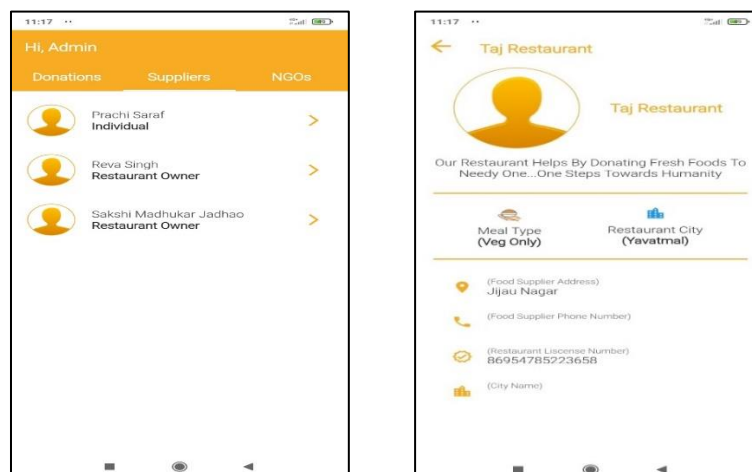 11:17
Hi, Admin
Donations Suppliers NGOs
Prachi Saraf
Individual
Reva Singh
Restaurant Owner
Sakshi Madhukar Jadhao
Restaurant Owner
11:17
Taj Restaurant
Taj Restaurant
Our Restaurant Helps By Donating Fresh Foods To
Needy One...One Steps Towards Humanity
Meal Type
(Veg Only)
Restaurant City
(Yavatmal)
(Food Supplier Address)
Jijau Nagar
(Food Supplier Phone Number)
(Restaurant Liscense Number)
86954785223658
(City Name)